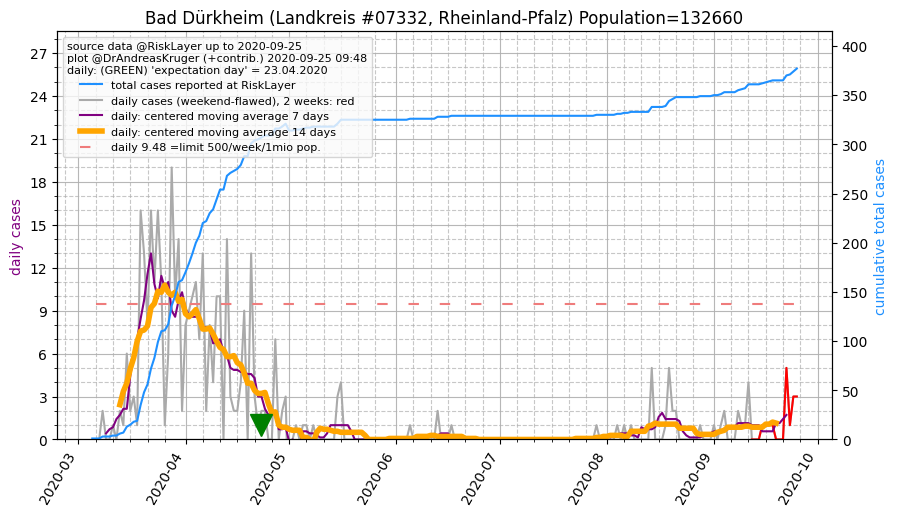 Bad Dürkheim (Landkreis #07332, Rheinland-Pfalz) Population=132660
source data @RiskLayer up to 2020-09-25
plot @DrAndreasKruger (+contrib.) 2020-09-25 09:48
daily: (GREEN) 'expectation day' = 23.04.2020
total cases reported at RiskLayer
daily cases (weekend-flawed), 2 weeks: red
daily: centered moving average 7 days
daily: centered moving average 14 days
daily 9.48 =limit 500/week/1mio pop.
daily cases
27
24
21
18
15
12
9
6
3
0
400
350
300
250
200
150
100
50
0
cumulative total cases
2020-03
2020-04
2020-05
2020-06
2020-07
2020-08
2020-09
2020-10